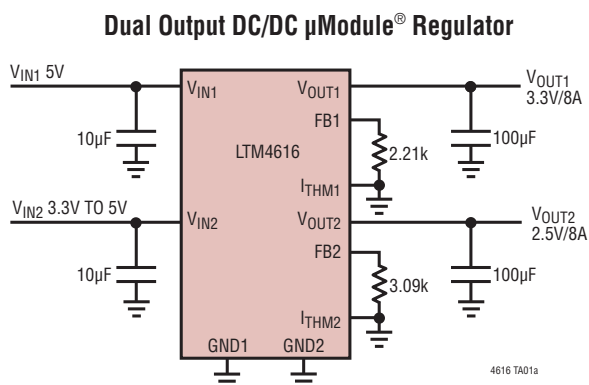 Dual Output DC/DC µModule® Regulator
VIN1 5V
VIN1
VOUT1
VOUT1
3.3V/8A
FB1
10µF
LTM4616
2.21k
100µF
ITHM1
VIN2 3.3V TO 5V
VIN2
VOUT2
VOUT2
2.5V/8A
FB2
10µF
3.09k
100µF
ITHM2
GND1
GND2
4616 TA01a